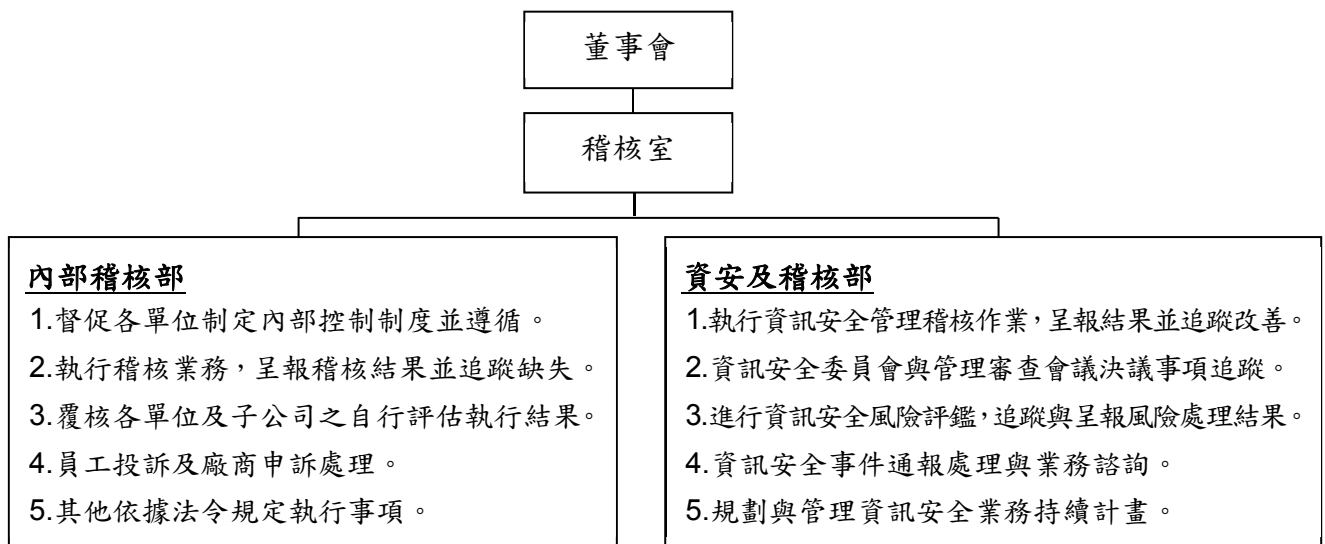 董事會
稽核室
內部稽核部
1.督促各單位制定內部控制制度並遵循。
2.執行稽核業務，呈報稽核結果並追蹤缺失。
3.覆核各單位及子公司之自行評估執行結果。
4.員工投訴及廠商申訴處理。
5.其他依據法令規定執行事項。
資安及稽核部
1.執行資訊安全管理稽核作業，呈報結果並追蹤改善。
2.資訊安全委員會與管理審查會議決議事項追蹤。
3.進行資訊安全風險評鑑，追蹤與呈報風險處理結果。
4.資訊安全事件通報處理與業務諮詢。
5.規劃與管理資訊安全業務持續計畫。